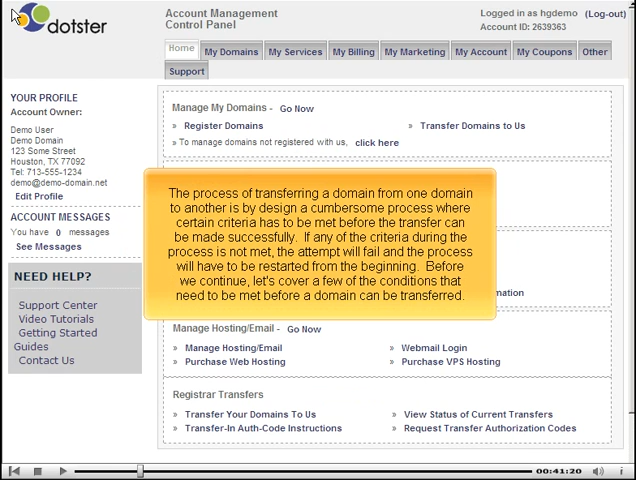 dotster
Account Management
Control Panel
Logged in as hgdemo (Log-out)
Account ID: 2639363
Home My Domains My Services My Billing My Marketing My Account My Coupons Other
Support
YOUR PROFILE
Account Owner:
Demo User
Demo Domain
123 Some Street
Houston, TX 77092
Tel: 713-555-1234
demo@demo-domain.net
Edit Profile
ACCOUNT MESSAGES
You have 0 messages
See Messages
NEED HELP?
Support Center
Video Tutorials
Getting Started
Guides
Contact Us
Manage My Domains - Go Now
» Register Domains » Transfer Domains to Us
» To manage domains not registered with us, click here
The process of transferring a domain from one domain
to another is by design a cumbersome process where
certain criteria has to be met before the transfer can
be made successfully. If any of the criteria during the
process is not met, the attempt will fail and the process
will have to be restarted from the beginning. Before
we continue, let's cover a few of the conditions that
need to be met before a domain can be transferred.
Manage Hosting/Email - Go Now
» Manage Hosting/Email » Webmail Login
» Purchase Web Hosting » Purchase VPS Hosting
Registrar Transfers
» Transfer Your Domains To Us » View Status of Current Transfers
» Transfer-In Auth-Code Instructions » Request Transfer Authorization Codes
00:41:20